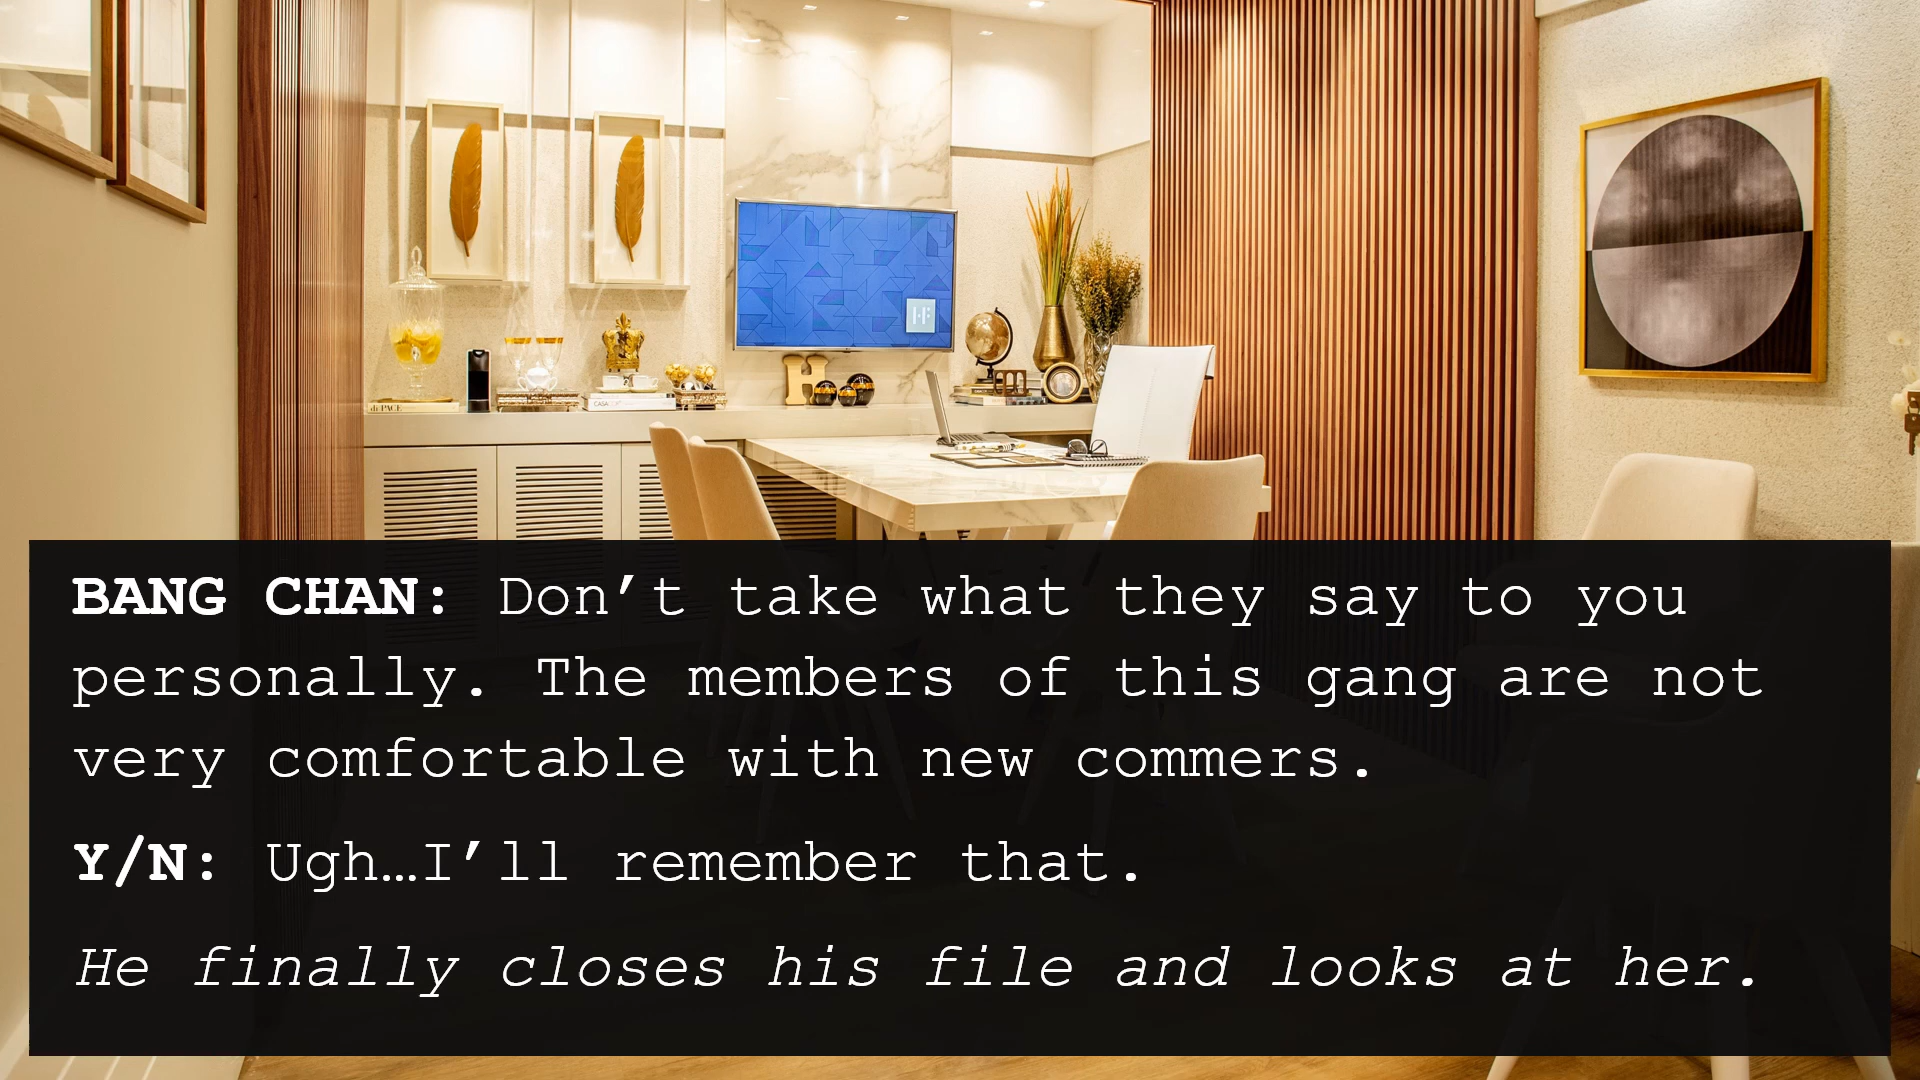 BANG CHAN: Don’t take what they say to you
personally. The members of this gang are not
very comfortable with new commers.
Y/N: Ugh…I’ll remember that.
He finally closes his file and looks at her.